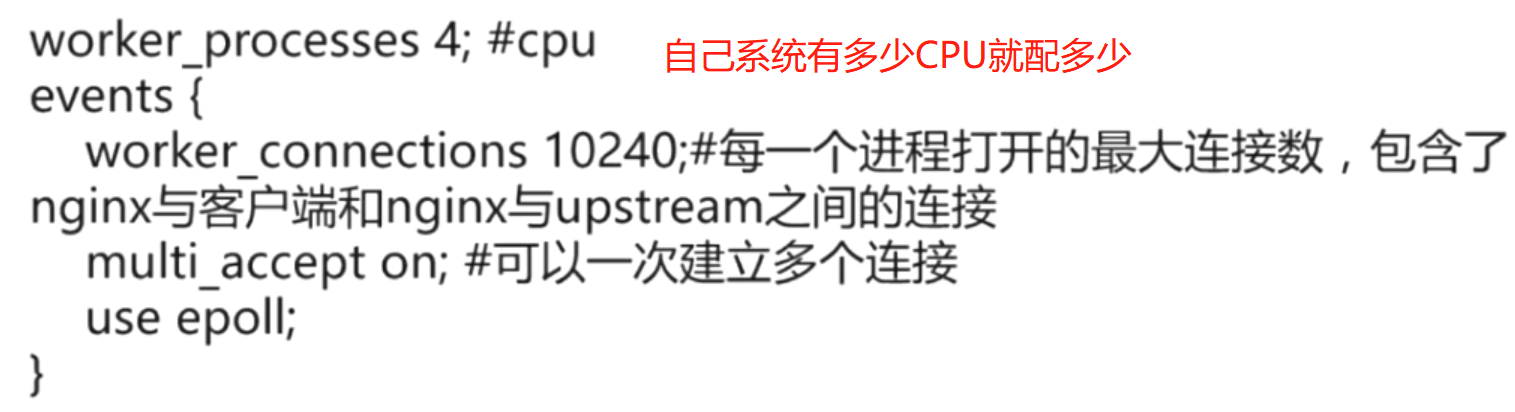 worker_processes 4; #cpu 自己系统有多少CPU就配多少
events {
worker_connections 10240;#每一个进程打开的最大连接数，包含了
nginx与客户端和nginx与upstream之间的连接
multi_accept on; #可以一次建立多个连接
use epoll;
}